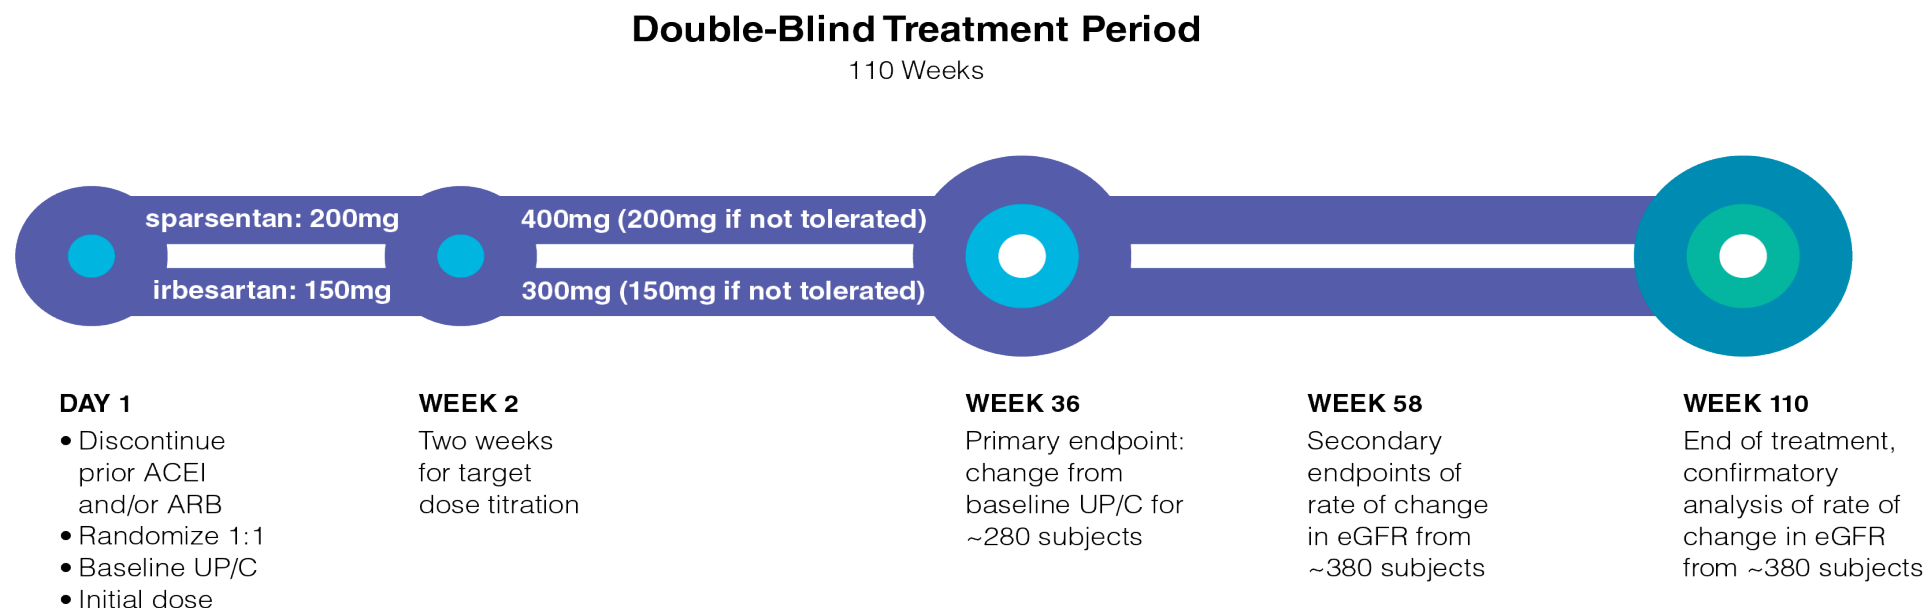 Double-Blind Treatment Period
110 Weeks
sparsentan: 200mg
400mg (200mg if not tolerated)
irbesartan: 150mg
300mg (150mg if not tolerated)
DAY 1
• Discontinue
prior ACEI
and/or ARB
• Randomize 1:1
• Baseline UP/C
• Initial dose
WEEK 2
Two weeks
for target
dose titration
WEEK 36
Primary endpoint:
change from
baseline UP/C for
~280 subjects
WEEK 58
Secondary
endpoints of
rate of change
in eGFR from
~380 subjects
WEEK 110
End of treatment,
confirmatory
analysis of rate of
change in eGFR
from ~380 subjects